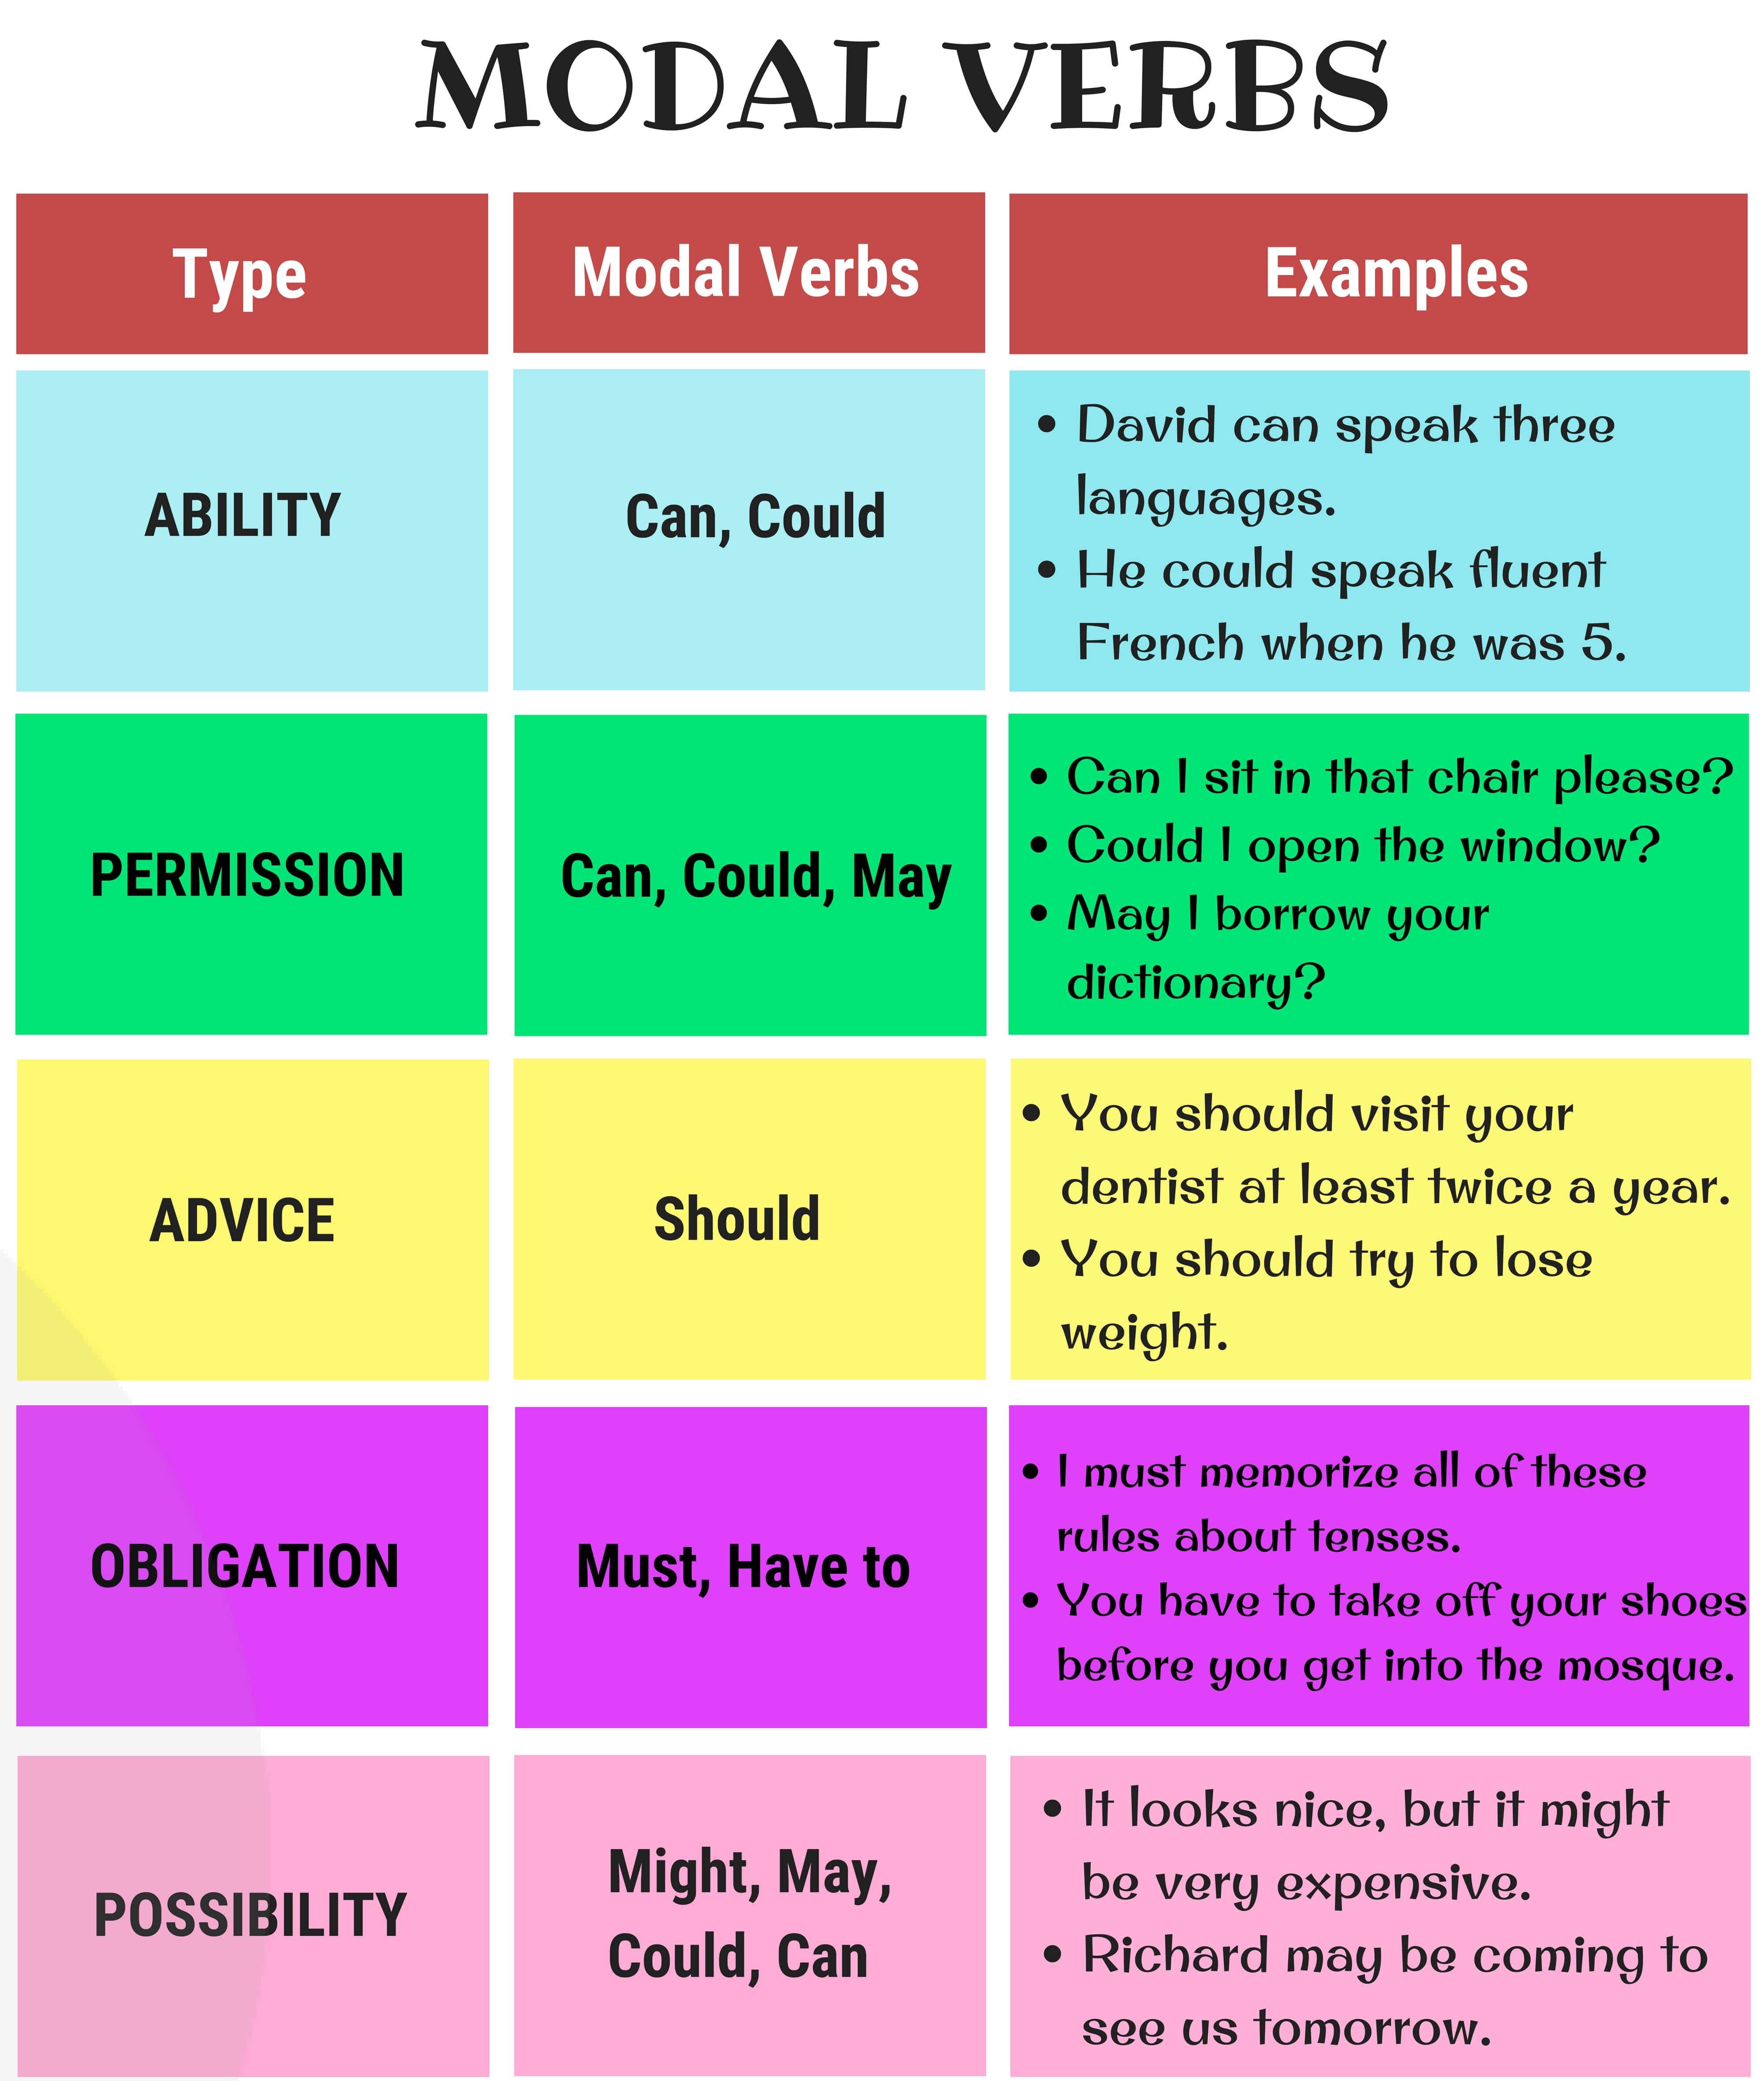 MODAL VERBS
Type
Modal Verbs
Examples
ABILITY
Can, Could
• David can speak three
languages.
• He could speak fluent
French when he was 5.
PERMISSION
Can, Could, May
• Can I sit in that chair please?
• Could I open the window?
• May I borrow your
dictionary?
ADVICE
Should
• You should visit your
dentist at least twice a year.
• You should try to lose
weight.
OBLIGATION
Must, Have to
• I must memorize all of these
rules about tenses.
• You have to take off your shoes
before you get into the mosque.
POSSIBILITY
Might, May,
Could, Can
• It looks nice, but it might
be very expensive.
• Richard may be coming to
see us tomorrow.